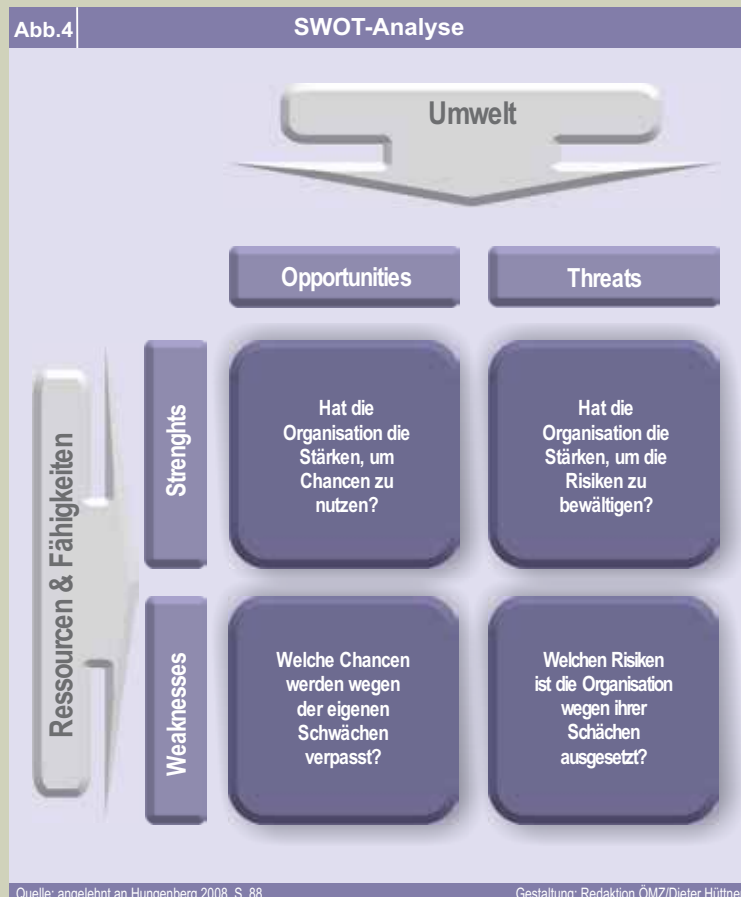 Abb.4
SWOT-Analyse
Umwelt
Opportunities
Threats
Ressourcen & Fähigkeiten
Strenghts
Hat die
Organisation die
Stärken, um
Chancen zu
nutzen?
Hat die
Organisation die
Stärken, um die
Risiken zu
bewältigen?
Weaknesses
Welche Chancen
werden wegen
der eigenen
Schwächen
verpasst?
Welchen Risiken
ist die Organisation
wegen ihrer
Schächen
ausgesetzt?
Quelle: angelehnt an Hungenberg 2008, S. 88
Gestaltung: Redaktion ÖMZ/Dieter Hüttner